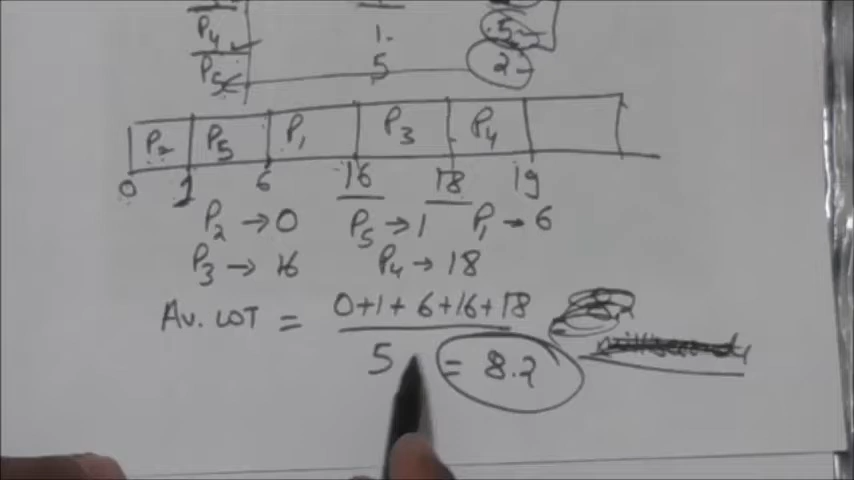 P4 1. 5
P5 5 2
P2 P5 P1 P3 P4
0 1 6 16 18 19
P2 → 0 P5 → 1 P1 → 6
P3 → 16 P4 → 18
Av. WT = 0+1+6+16+18
5 = 8.2